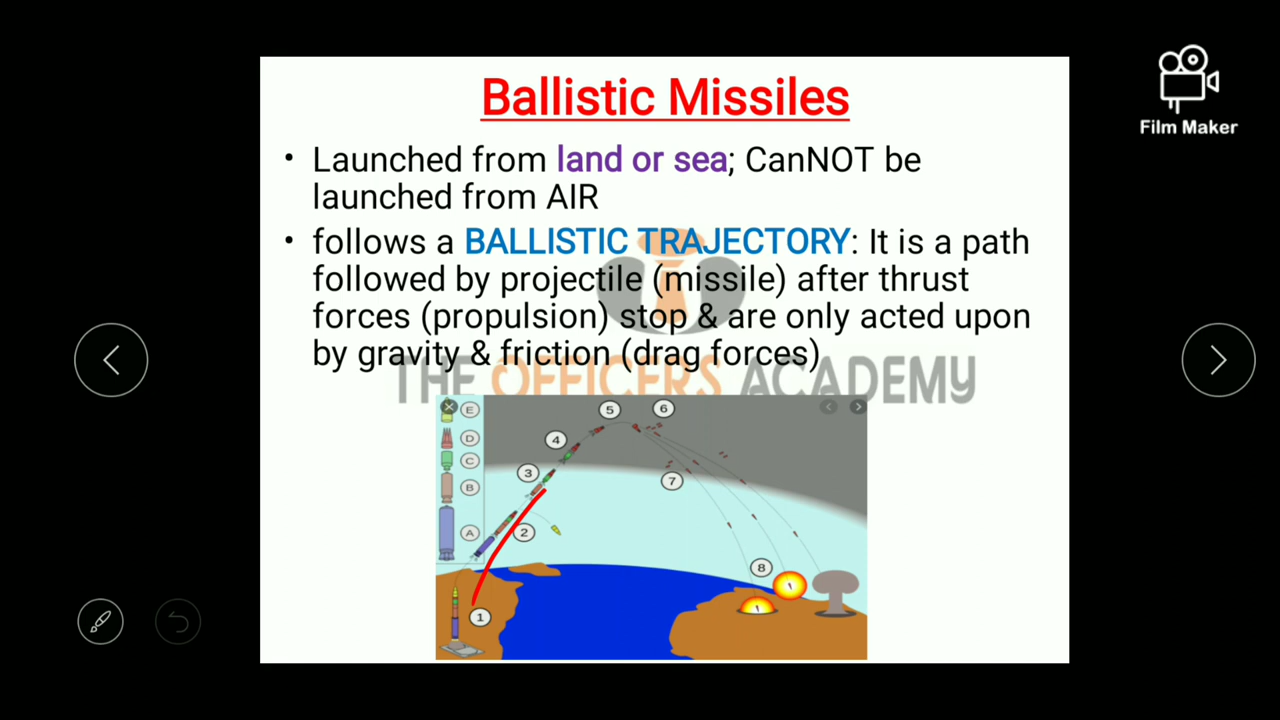 Ballistic Missiles
Film Maker
• Launched from land or sea; CanNOT be
launched from AIR
• follows a BALLISTIC TRAJECTORY: It is a path
followed by projectile (missile) after thrust
forces (propulsion) stop & are only acted upon
by gravity & friction (drag forces)
THE OFFICERS ACADEMY
E
D
C
B
A
5
6
4
3
7
2
8
1